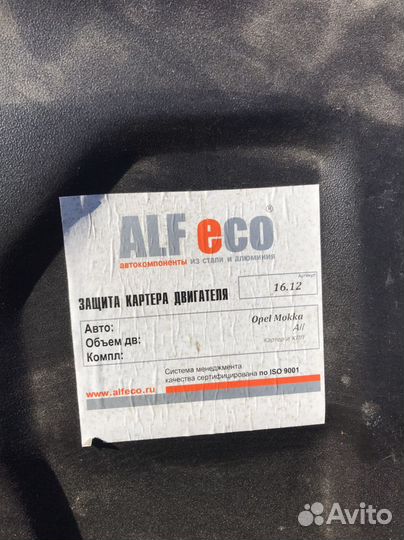 ALF eco®
автокомпоненты из стали и алюминия
Артикул
ЗАЩИТА КАРТЕРА ДВИГАТЕЛЯ 16.12
Авто: Opel Mokka
Объем дв: All
Компл: Картер и КПП
Система менеджмента
www.alfeco.ru качества сертифицирована по ISO 9001
Avito